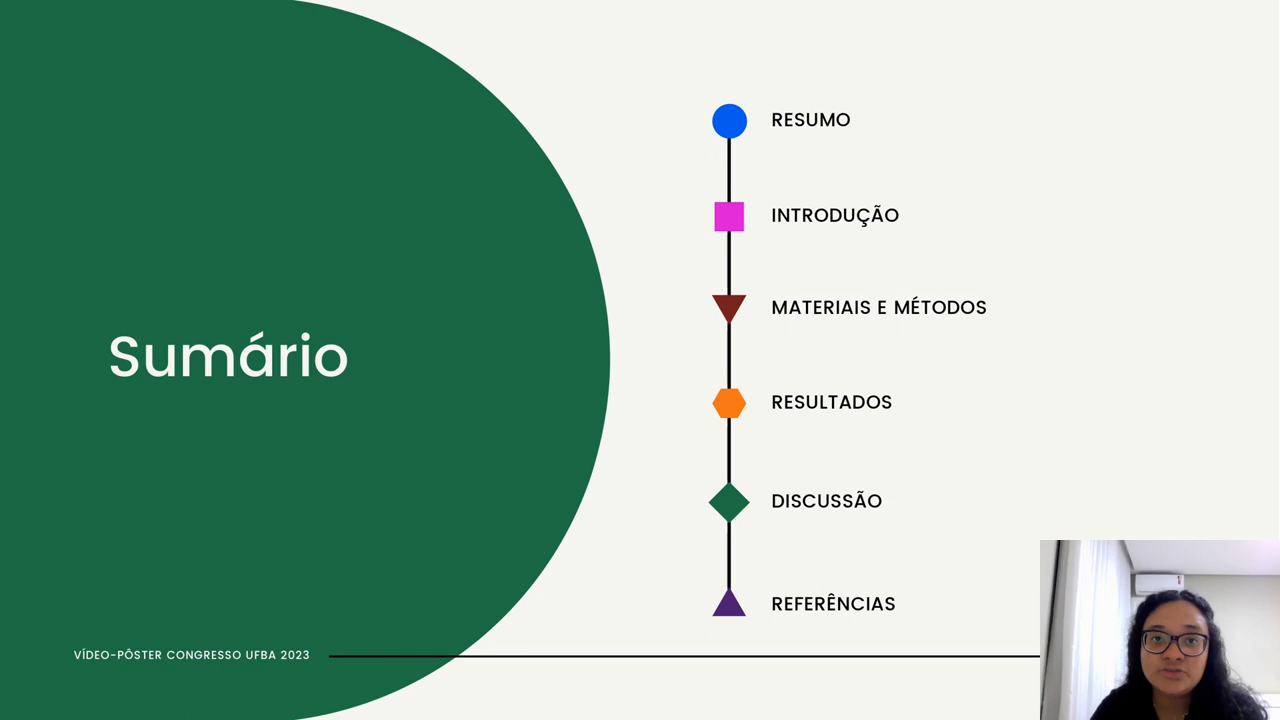 Sumário
RESUMO
INTRODUÇÃO
MATERIAIS E MÉTODOS
RESULTADOS
DISCUSSÃO
REFERÊNCIAS
VÍDEO-PÔSTER CONGRESSO UFBA 2023